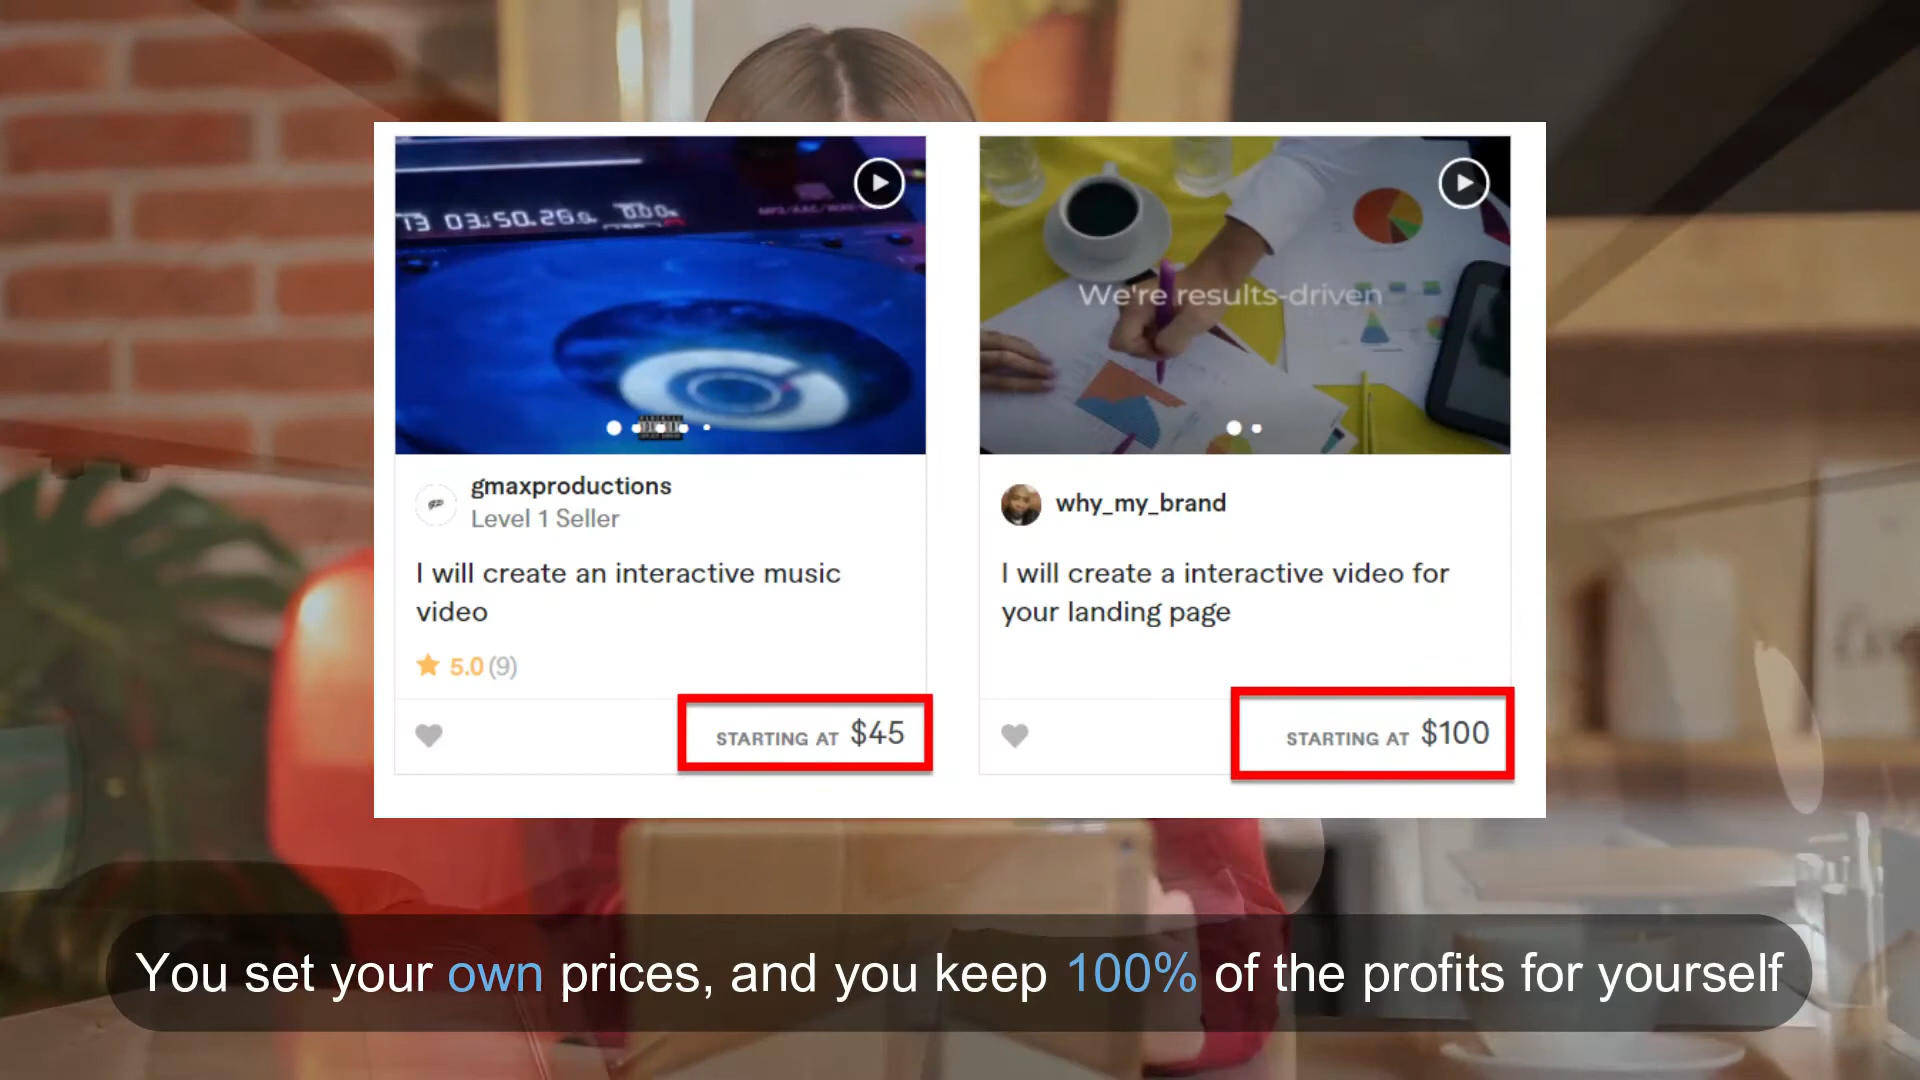 13 03:50.26
We're results-driven
gmaxproductions
Level 1 Seller
I will create an interactive music
video
5.0 (9)
STARTING AT $45
why_my_brand
I will create a interactive video for
your landing page
STARTING AT $100
You set your own prices, and you keep 100% of the profits for yourself